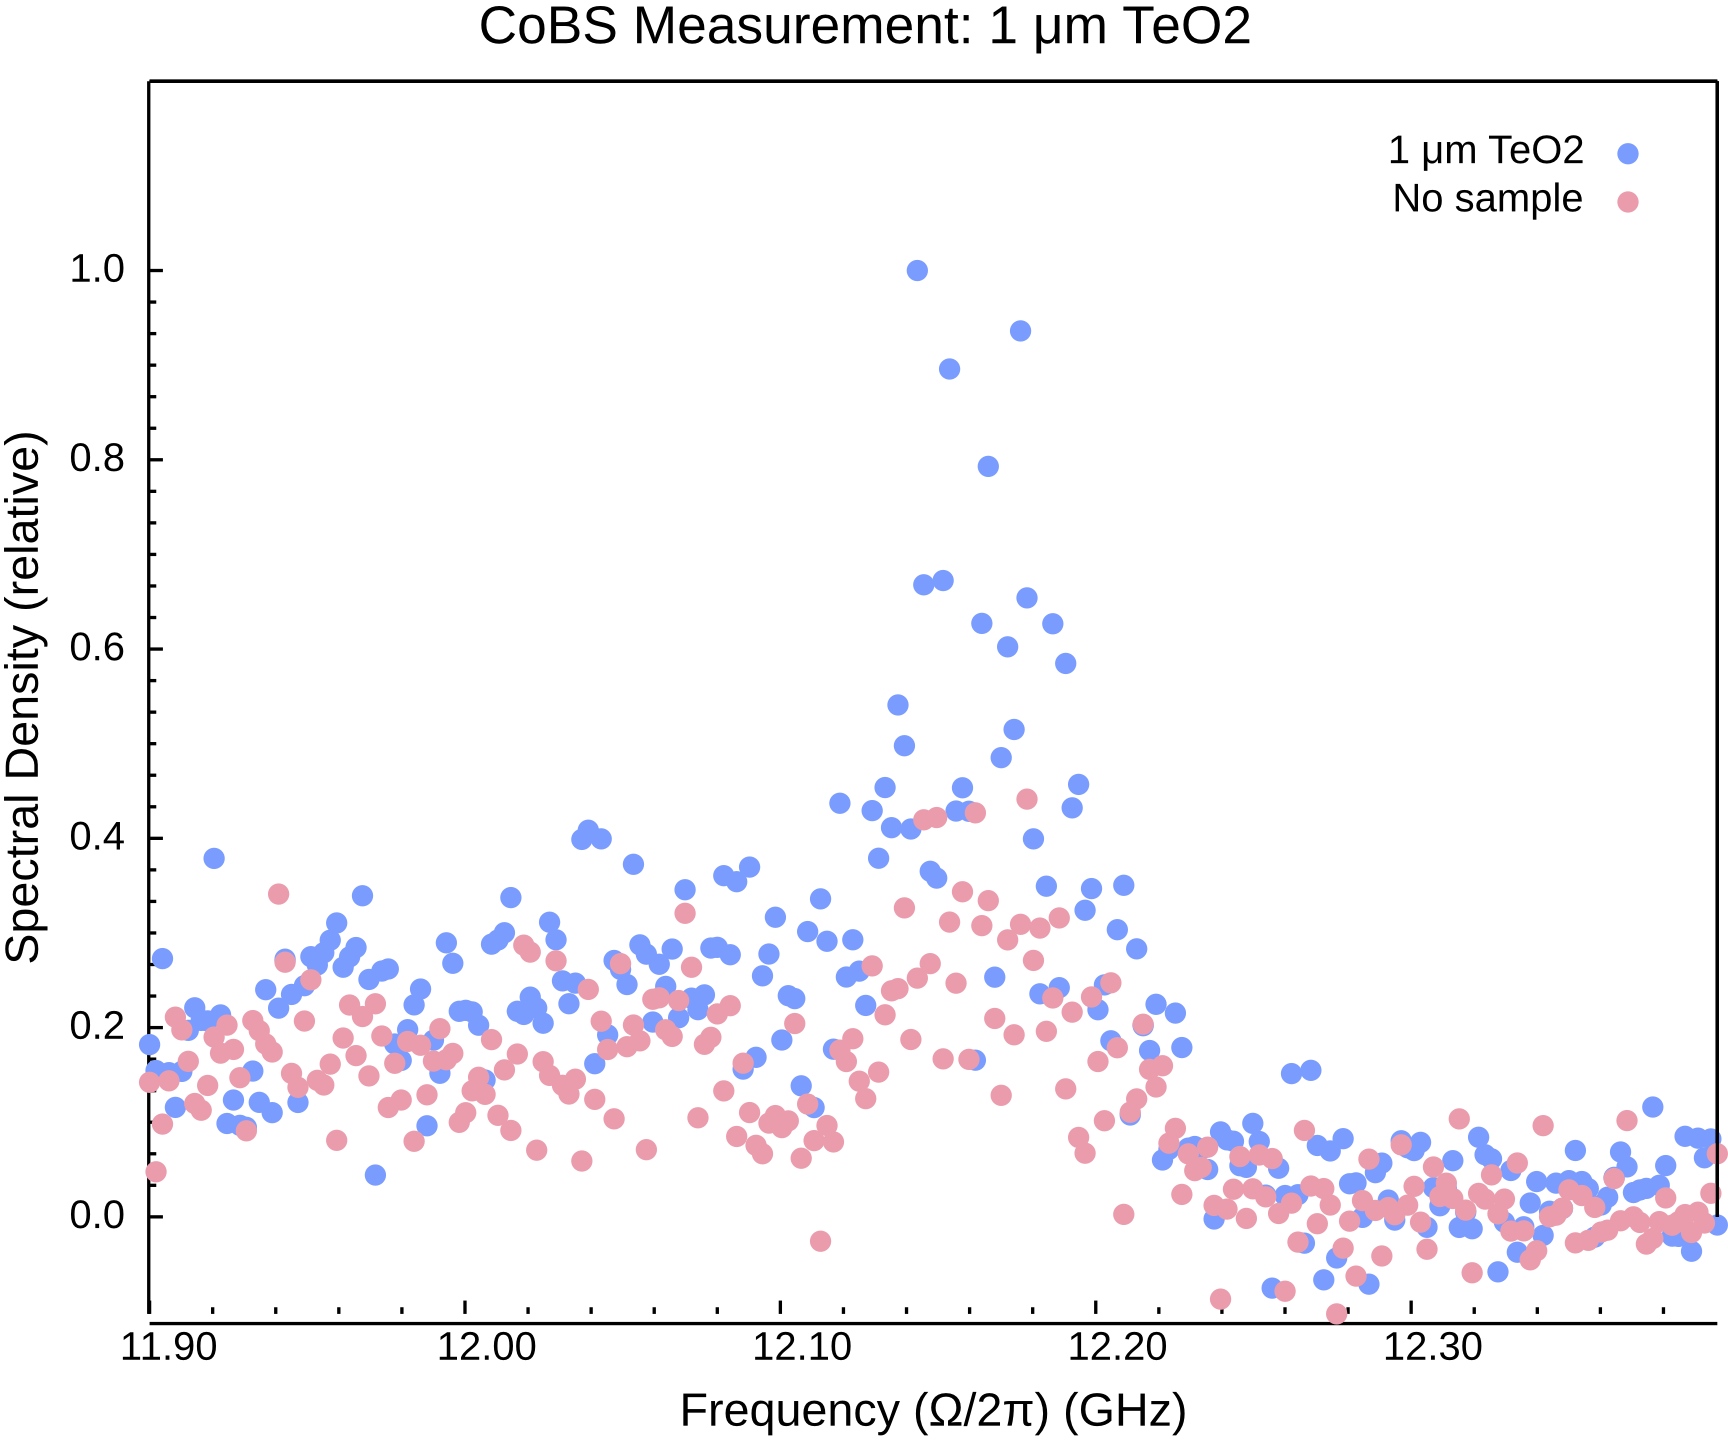 CoBS Measurement: 1 μm TeO2
1 μm TeO2
No sample
1.0
0.8
0.6
0.4
0.2
0.0
Spectral Density (relative)
11.90 12.00 12.10 12.20 12.30
Frequency (Ω/2π) (GHz)